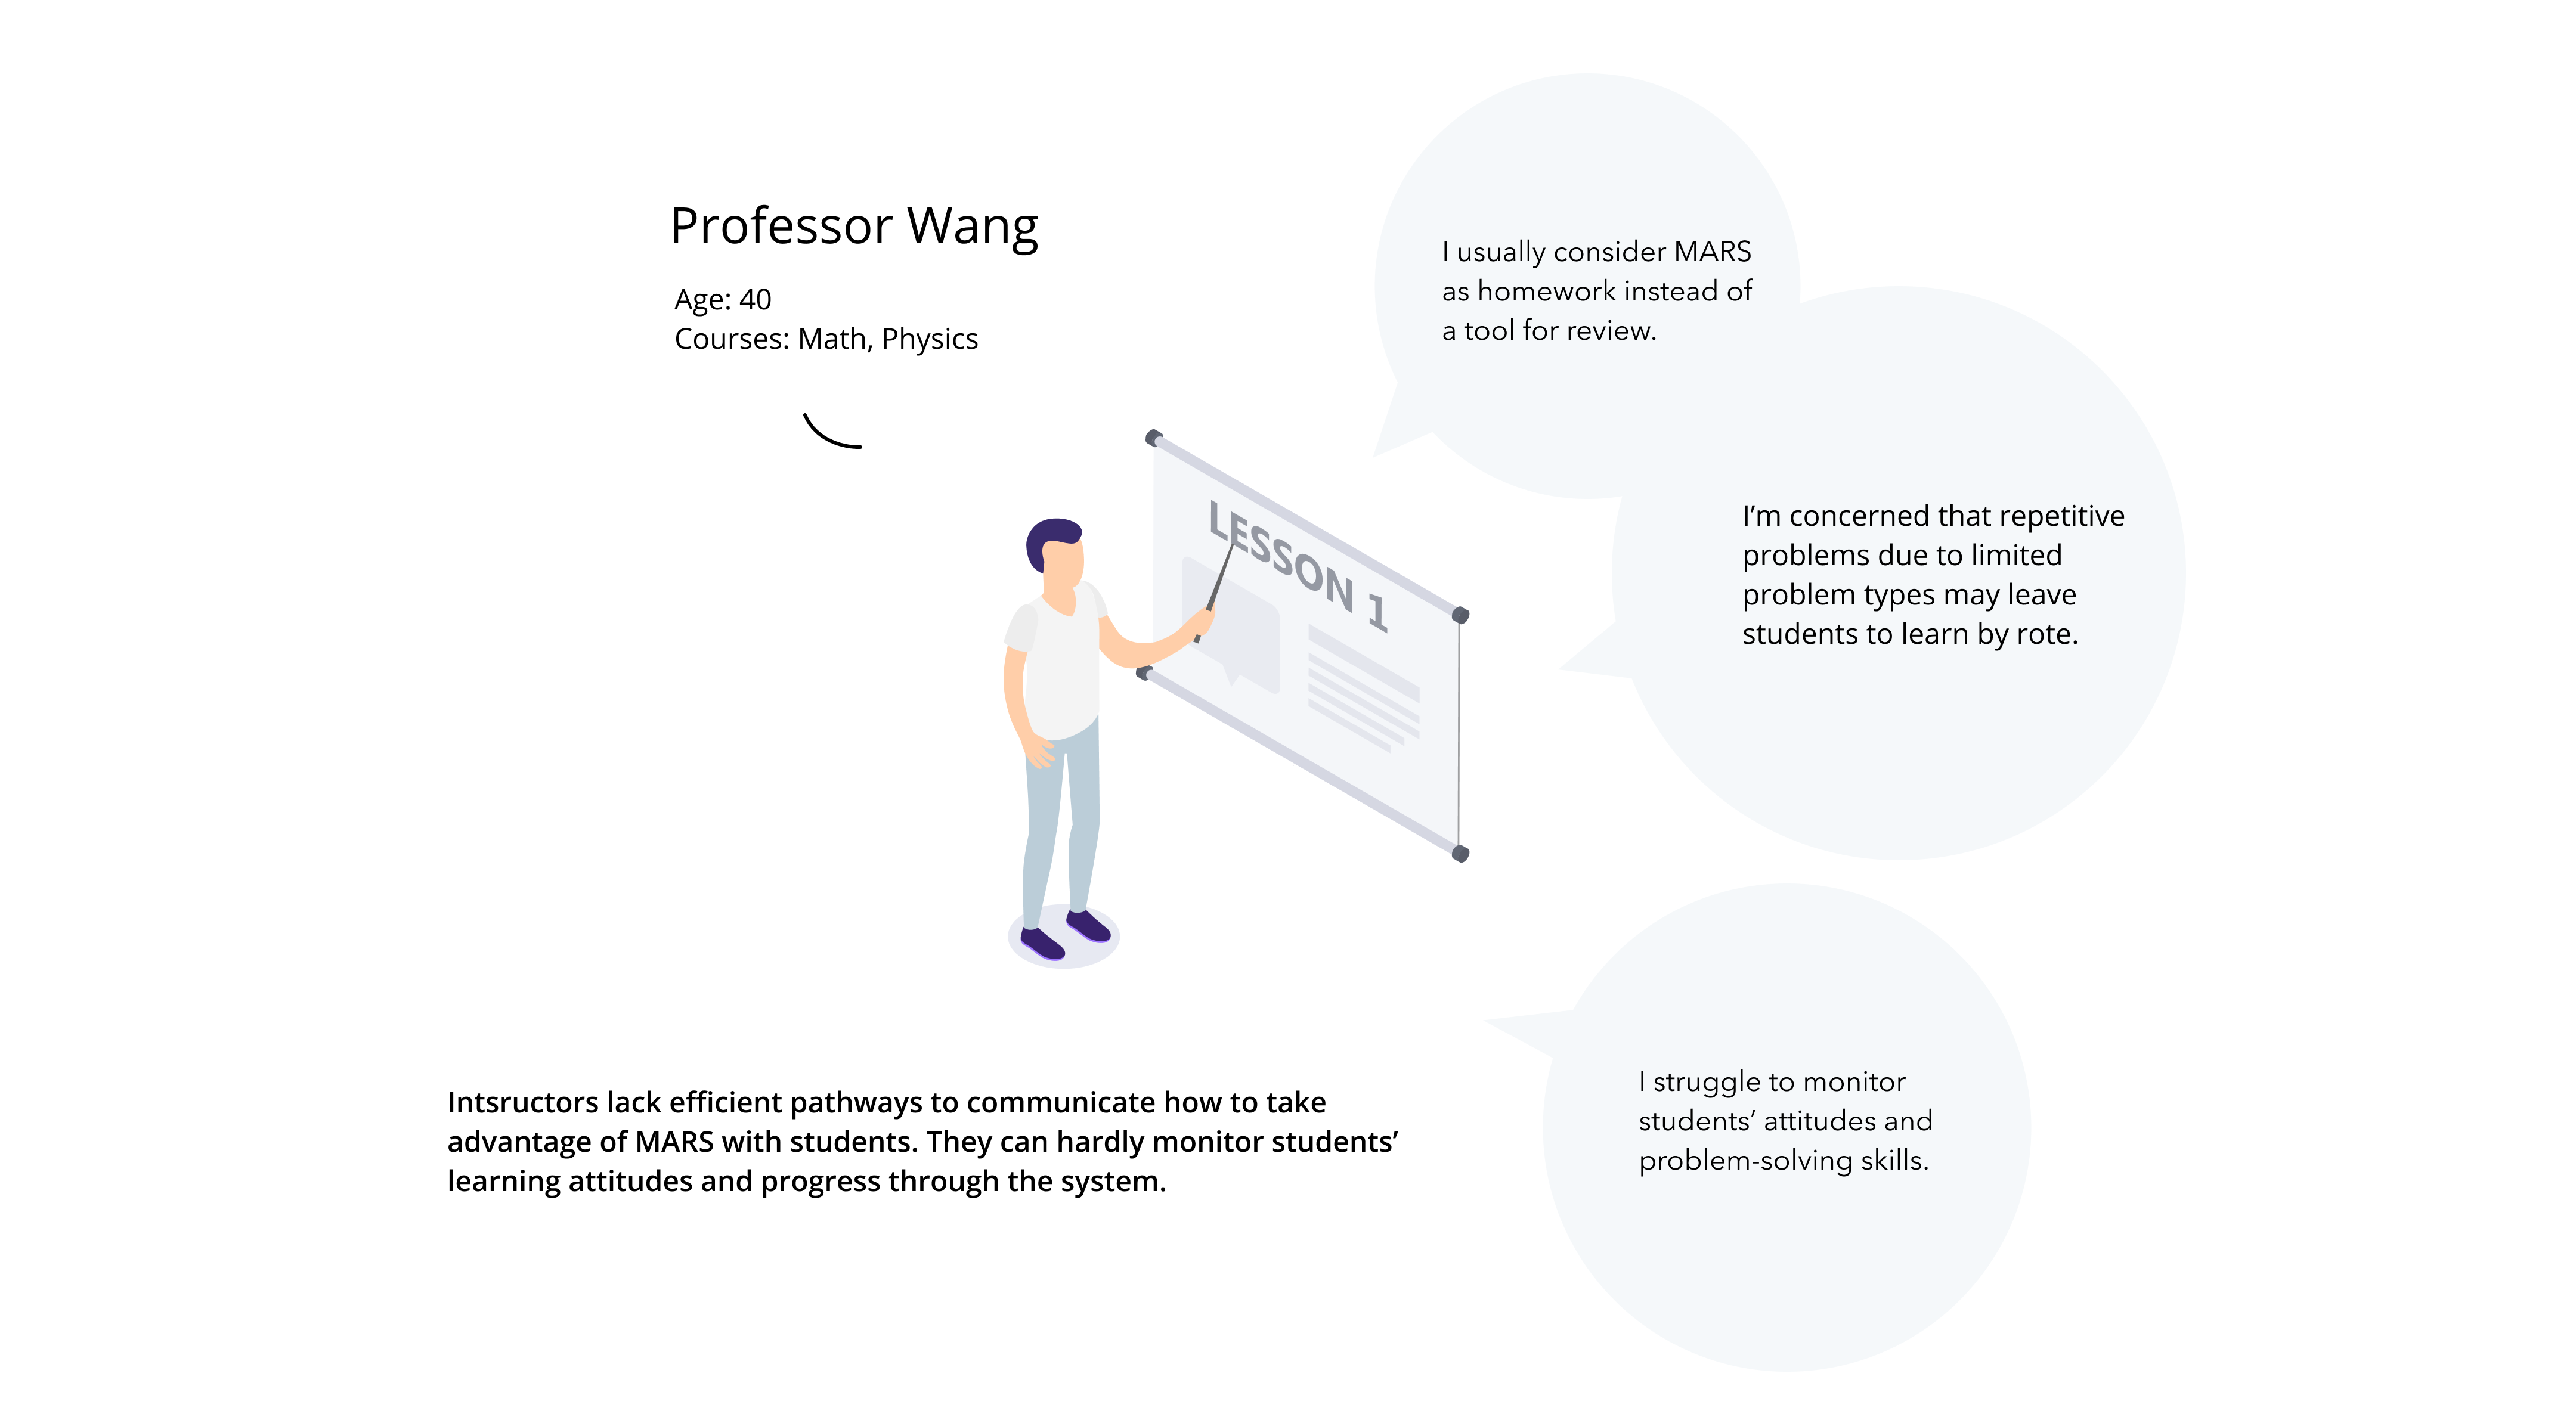 Professor Wang
Age: 40
Courses: Math, Physics
I usually consider MARS
as homework instead of
a tool for review.
LESSON 1
I’m concerned that repetitive
problems due to limited
problem types may leave
students to learn by rote.
I struggle to monitor
students’ attitudes and
problem-solving skills.
Intsructors lack efficient pathways to communicate how to take
advantage of MARS with students. They can hardly monitor students’
learning attitudes and progress through the system.